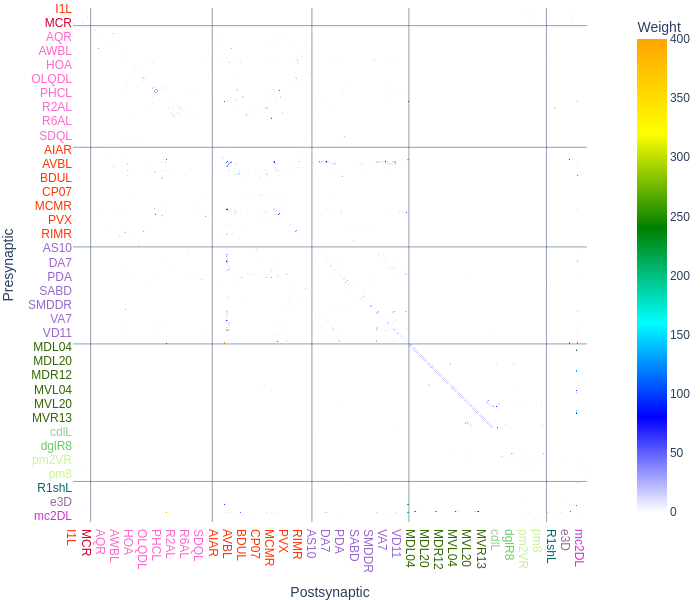 Weight
I1L
MCR
AQR
AWBL
HOA
OLQDL
PHCL
R2AL
R6AL
SDQL
AIAR
AVBL
BDUL
CP07
MCMR
PVX
RIMR
AS10
DA7
PDA
SABD
SMDDR
VA7
VD11
MDL04
MDL20
MDR12
MVL04
MVL20
MVR13
cdlL
dglR8
pm2VR
pm8
R1shL
e3D
mc2DL
Presynaptic
400
350
300
250
200
150
100
50
0
I1L
MCR
AQR
AWBL
HOA
OLQDL
PHCL
R2AL
R6AL
SDQL
AIAR
AVBL
BDUL
CP07
MCMR
PVX
RIMR
AS10
DA7
PDA
SABD
SMDDR
VA7
VD11
MDL04
MDL20
MDR12
MVL04
MVL20
MVR13
cdlL
dglR8
pm2VR
pm8
R1shL
e3D
mc2DL
Postsynaptic